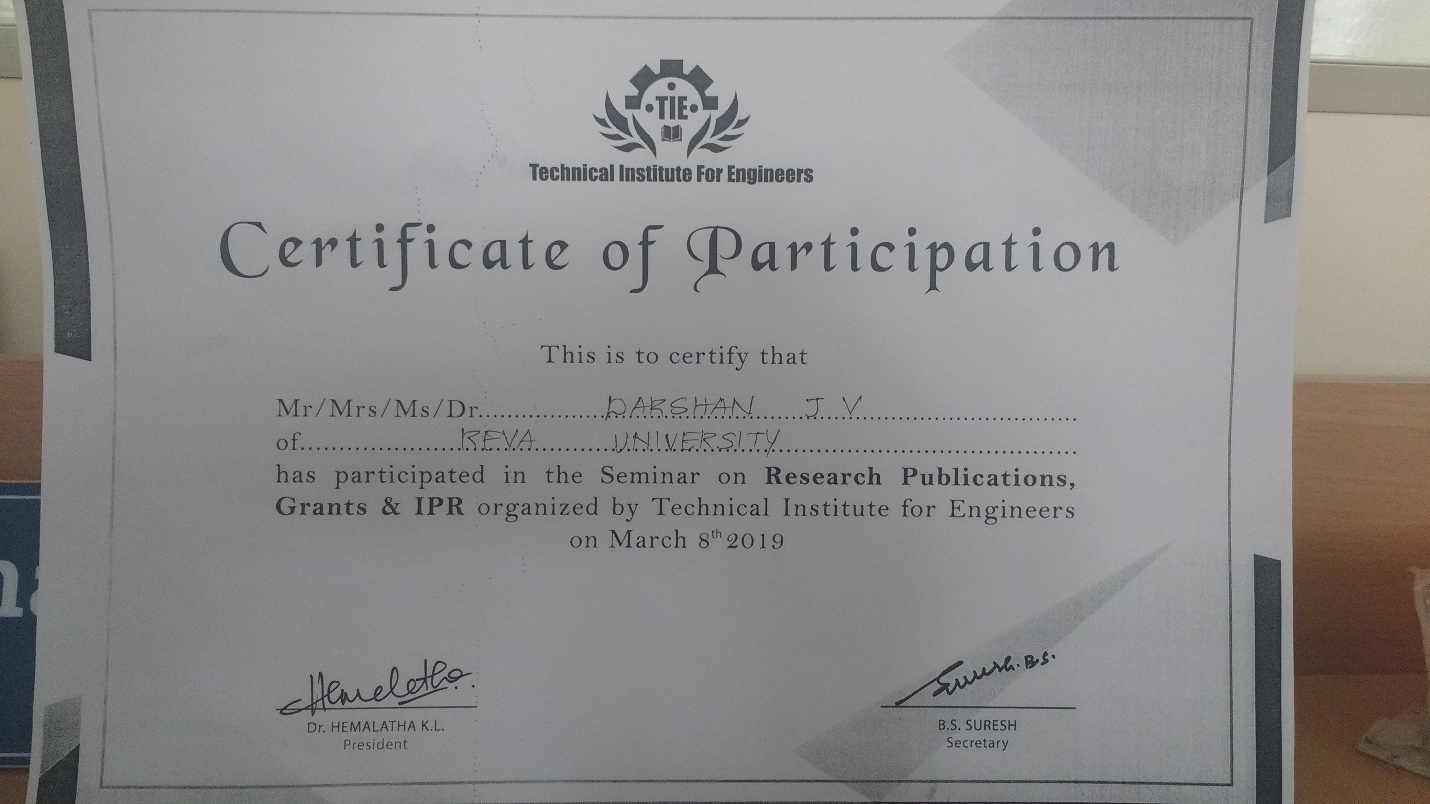 TIE
Technical Institute For Engineers
Certificate of Participation
This is to certify that
Mr/Mrs/Ms/Dr............DARSHAN J V............
of............REVA UNIVERSITY............
has participated in the Seminar on Research Publications,
Grants & IPR organized by Technical Institute for Engineers
on March 8th 2019
Hemalatha
Suresh. B.S.
Dr. HEMALATHA K.L.
President
B.S. SURESH
Secretary